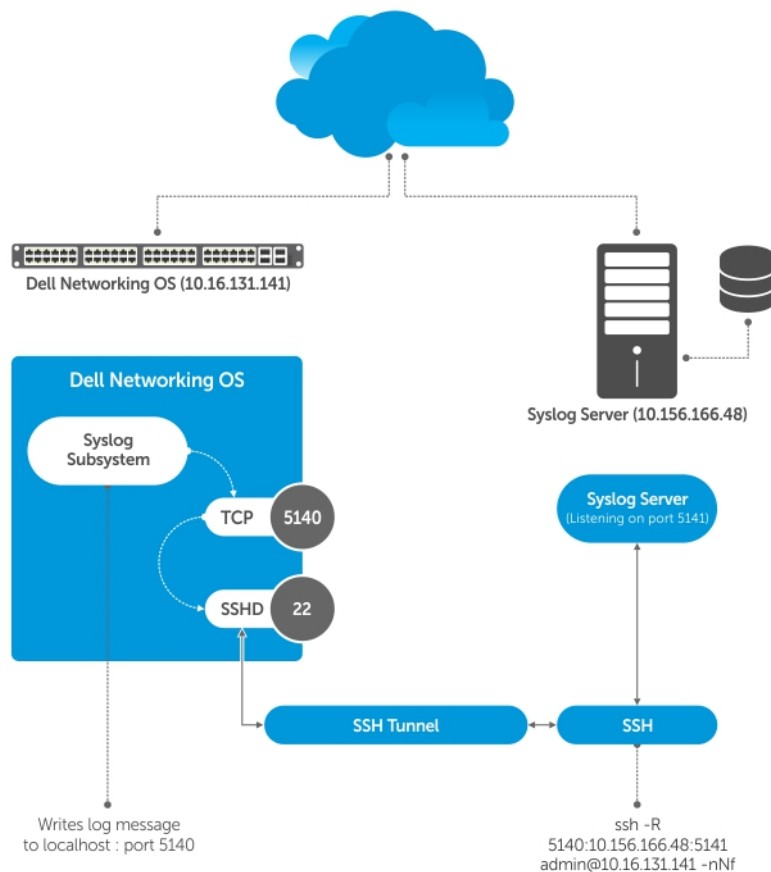 Dell Networking OS (10.16.131.141)
Syslog Server (10.156.166.48)
Dell Networking OS
Syslog
Subsystem
TCP
5140
SSHD
22
Syslog Server
(Listening on port 5141)
SSH Tunnel
SSH
Writes log message
to localhost : port 5140
ssh -R
5140:10.156.166.48:5141
admin@10.16.131.141 -nNf